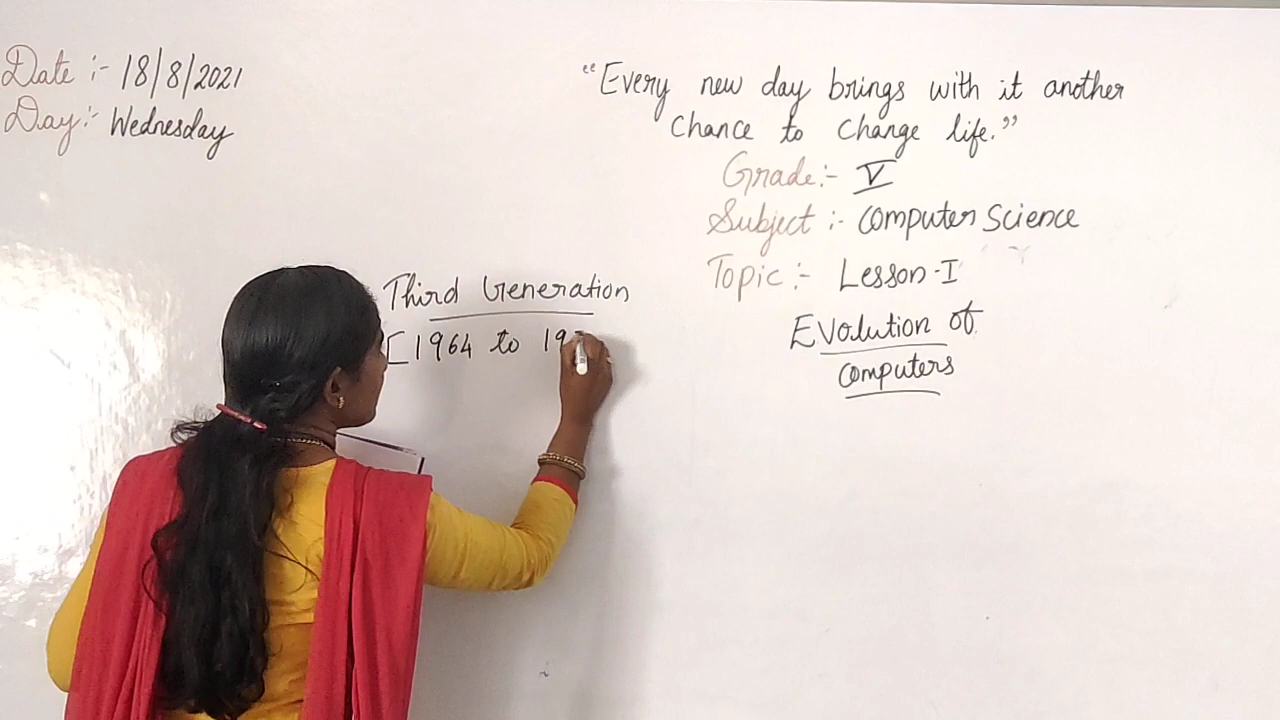 Date :- 18/8/2021
Day :- Wednesday
"Every new day brings with it another
chance to change life."
Grade :- V
Subject :- Computer Science
Topic :- Lesson - I
Evolution of
Computers
Third Generation
[1964 to